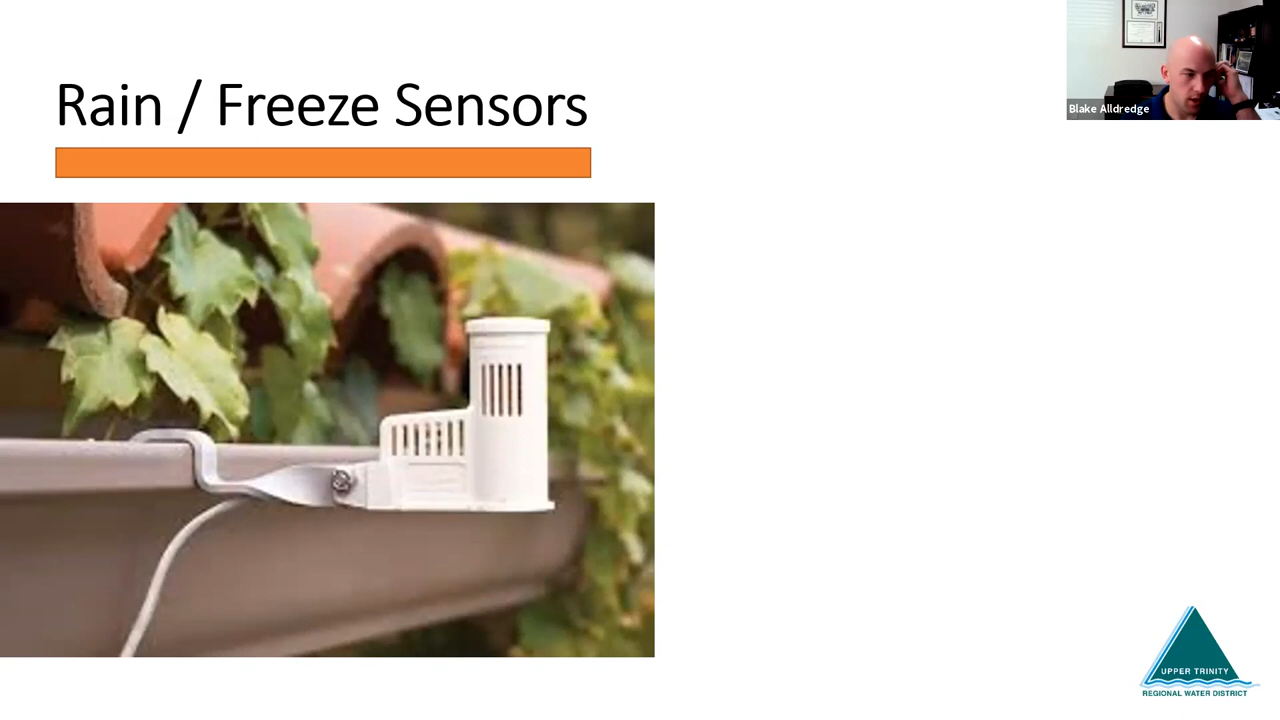 Rain / Freeze Sensors
Blake Alldredge
UPPER TRINITY
REGIONAL WATER DISTRICT